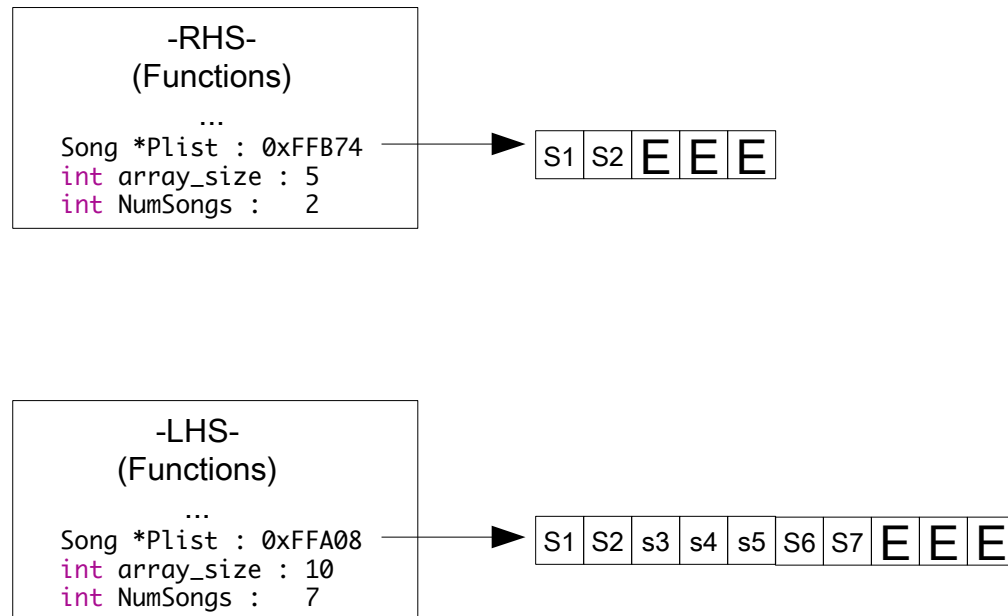 -RHS-
(Functions)
...
Song *Plist : 0xFFB74
int array_size : 5
int NumSongs :   2
S1 S2 E E E
-LHS-
(Functions)
...
Song *Plist : 0xFFA08
int array_size : 10
int NumSongs :   7
S1 S2 s3 s4 s5 S6 S7 E E E